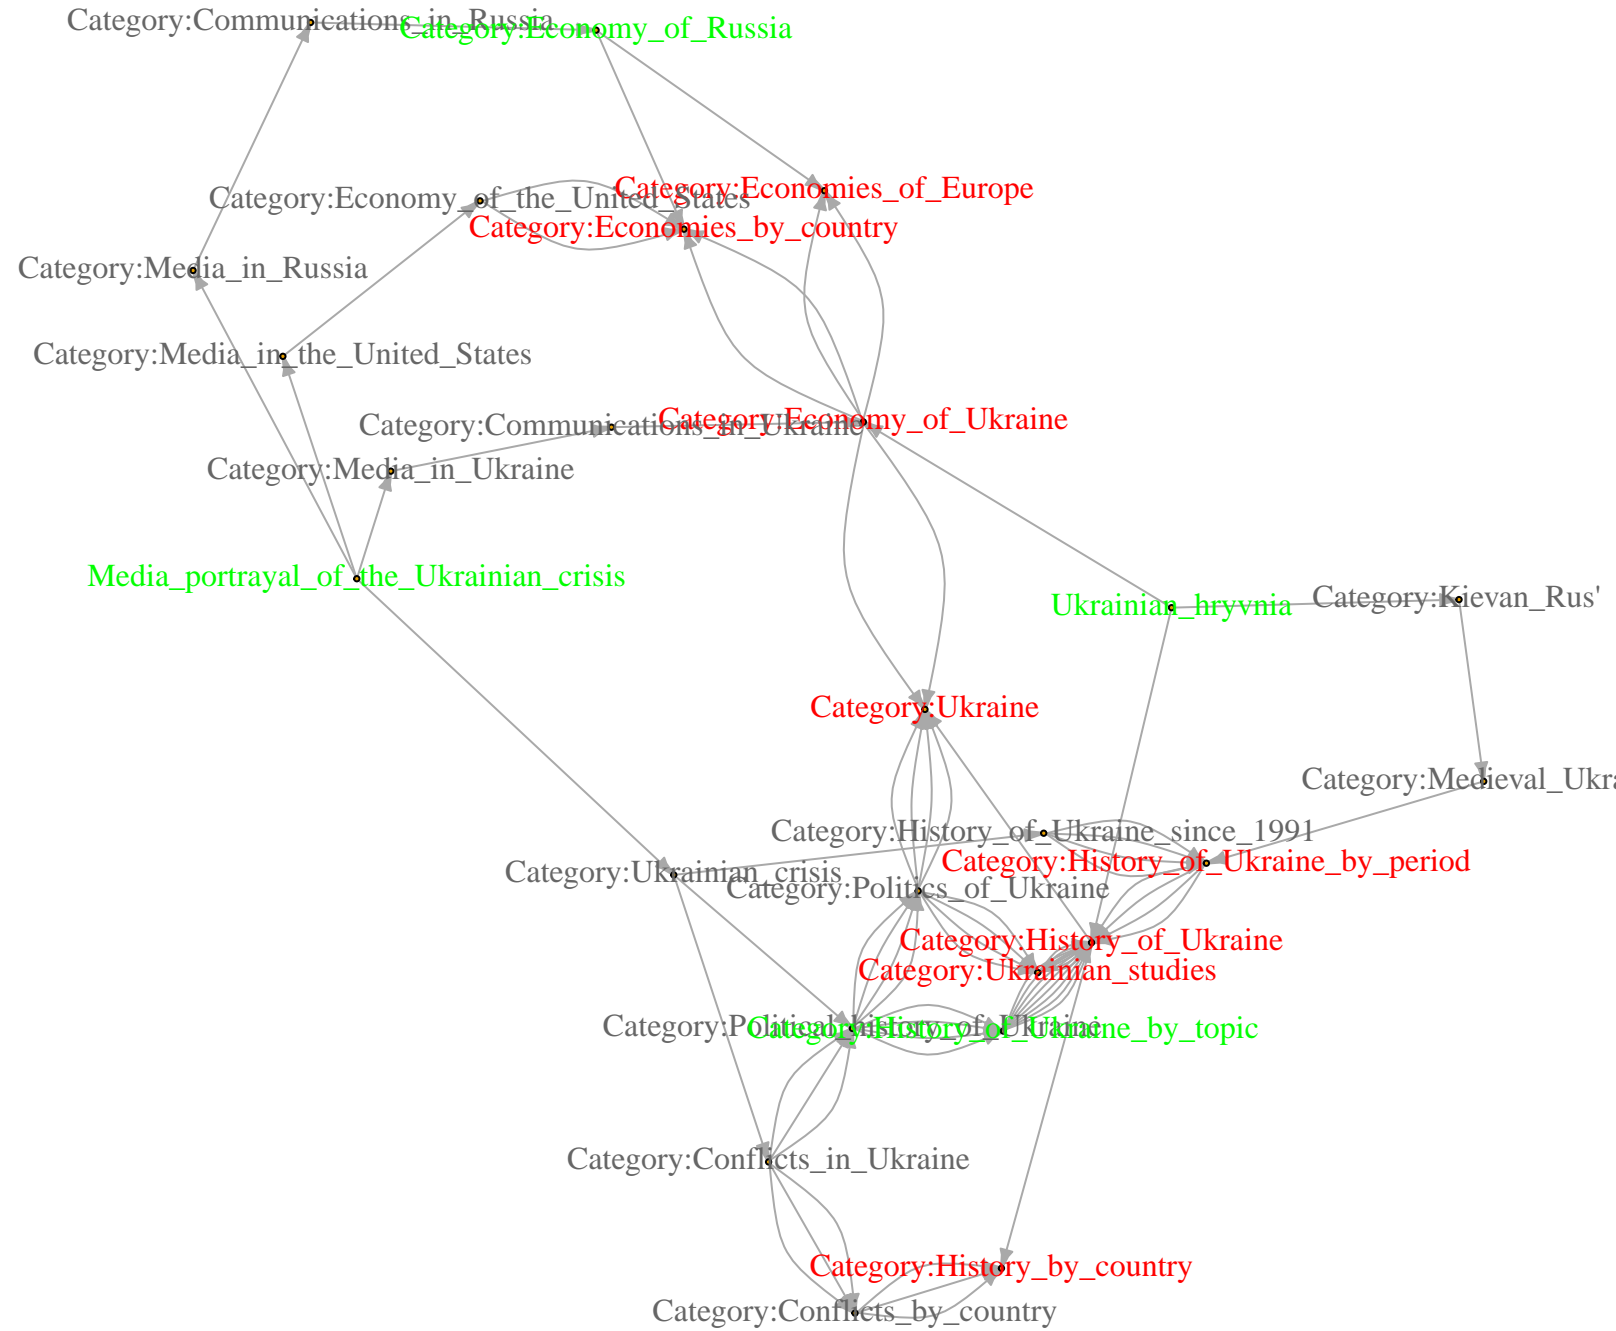 Category:Communications_in_Russia
Category:Economy_of_Russia
Category:Economies_of_Europe
Category:Economy_of_the_United_States
Category:Economies_by_country
Category:Media_in_Russia
Category:Media_in_the_United_States
Category:Economy_of_Ukraine
Category:Communications_in_Ukraine
Category:Media_in_Ukraine
Media_portrayal_of_the_Ukrainian_crisis
Category:Kievan_Rus'
Ukrainian_hryvnia
Category:Ukraine
Category:Medieval_Ukra
Category:History_of_Ukraine_since_1991
Category:History_of_Ukraine_by_period
Category:Ukrainian_crisis
Category:Politics_of_Ukraine
Category:History_of_Ukraine
Category:Ukrainian_studies
Category:Political_history_of_Ukraine
Category:History_of_Ukraine_by_topic
Category:Conflicts_in_Ukraine
Category:History_by_country
Category:Conflicts_by_country